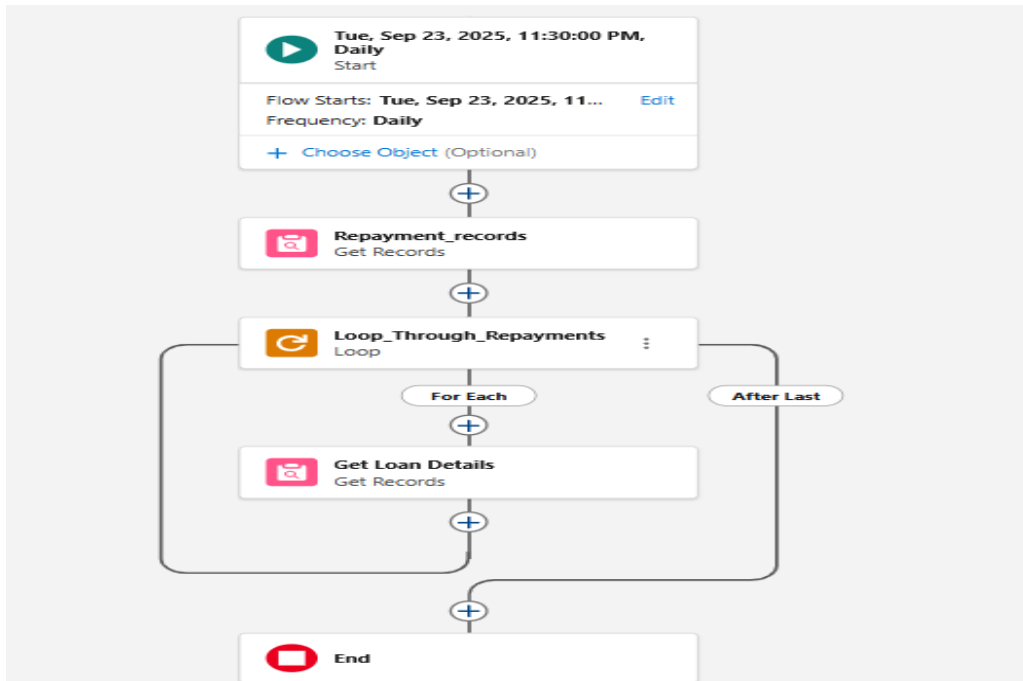 Tue, Sep 23, 2025, 11:30:00 PM,
Daily
Start
Flow Starts: Tue, Sep 23, 2025, 11... Edit
Frequency: Daily
+ Choose Object (Optional)
Repayment_records
Get Records
Loop_Through_Repayments
Loop
For Each
After Last
Get Loan Details
Get Records
End